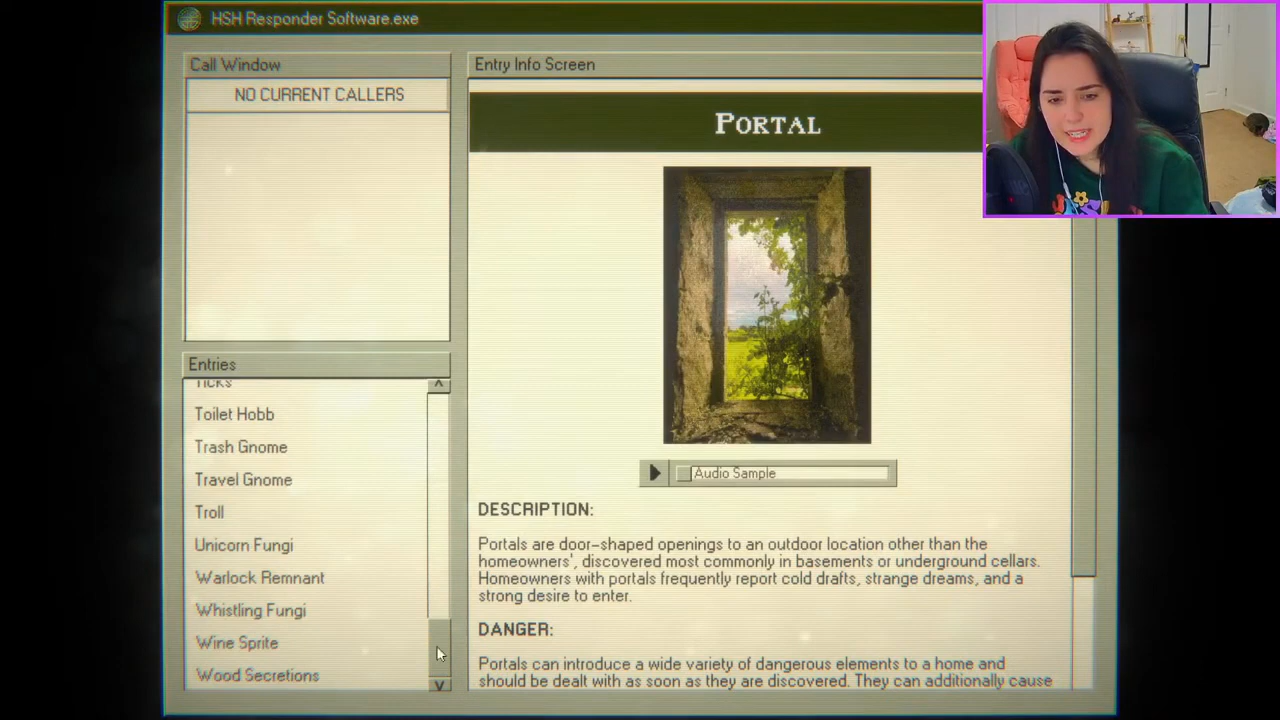 HSH Responder Software.exe
Call Window
NO CURRENT CALLERS
Entries
Ticks
Toilet Hobb
Trash Gnome
Travel Gnome
Troll
Unicorn Fungi
Warlock Remnant
Whistling Fungi
Wine Sprite
Wood Secretions
Entry Info Screen
PORTAL
Audio Sample
DESCRIPTION:
Portals are door-shaped openings to an outdoor location other than the
homeowners', discovered most commonly in basements or underground cellars.
Homeowners with portals frequently report cold drafts, strange dreams, and a
strong desire to enter.
DANGER:
Portals can introduce a wide variety of dangerous elements to a home and
should be dealt with as soon as they are discovered. They can additionally cause